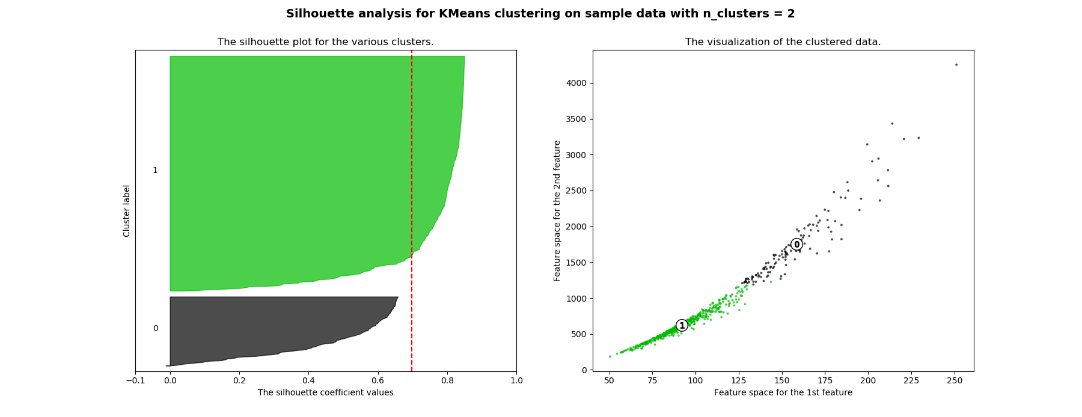 Silhouette analysis for KMeans clustering on sample data with n_clusters = 2
The silhouette plot for the various clusters.
Cluster label
1
0
−0.1 0.0 0.2 0.4 0.6 0.8 1.0
The silhouette coefficient values
The visualization of the clustered data.
Feature space for the 2nd feature
4000
3500
3000
2500
2000
1500
1000
500
0
0
1
50 75 100 125 150 175 200 225 250
Feature space for the 1st feature